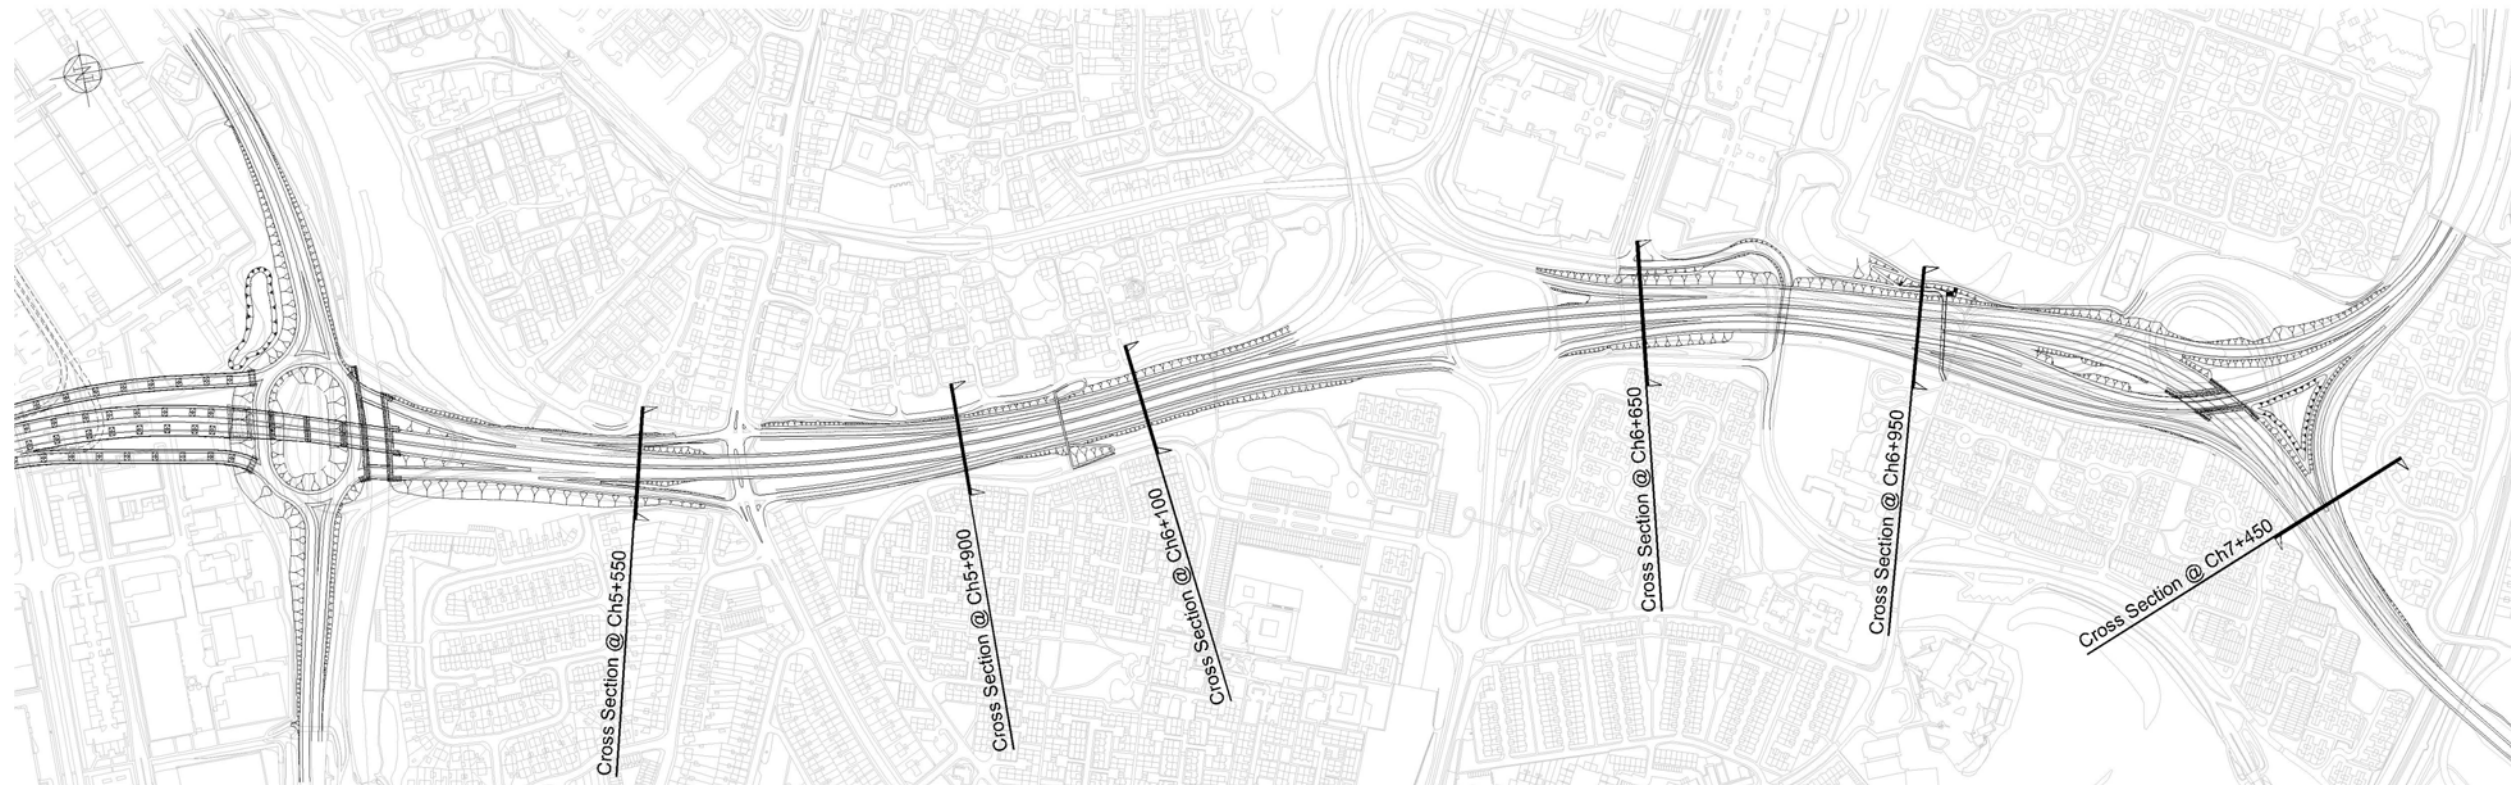 Cross Section @ Ch5+550
Cross Section @ Ch5+900
Cross Section @ Ch6+100
Cross Section @ Ch6+650
Cross Section @ Ch6+950
Cross Section @ Ch7+450